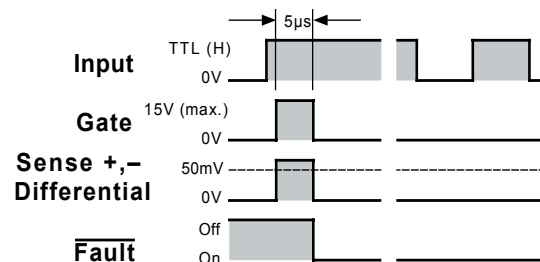 5µs
Input
TTL (H)
0V
Gate
15V (max.)
0V
Sense +,–
Differential
50mV
0V
Fault
Off
On